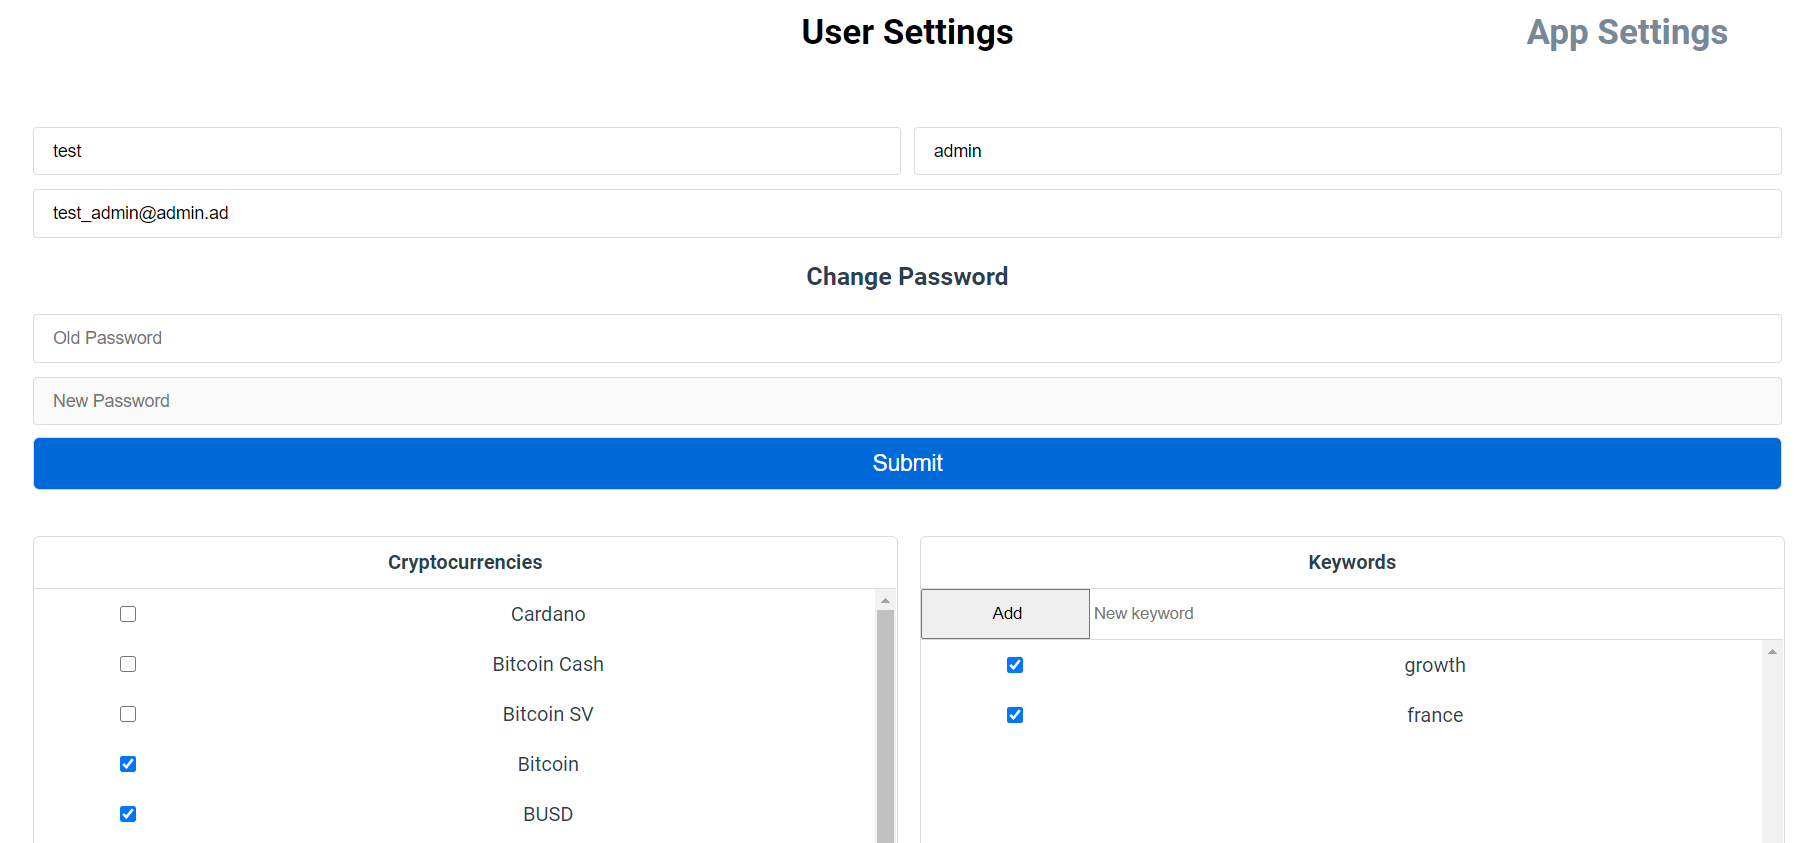 User Settings
App Settings
test
admin
test_admin@admin.ad
Change Password
Old Password
New Password
Submit
Cryptocurrencies
Cardano
Bitcoin Cash
Bitcoin SV
Bitcoin
BUSD
Keywords
Add
New keyword
growth
france